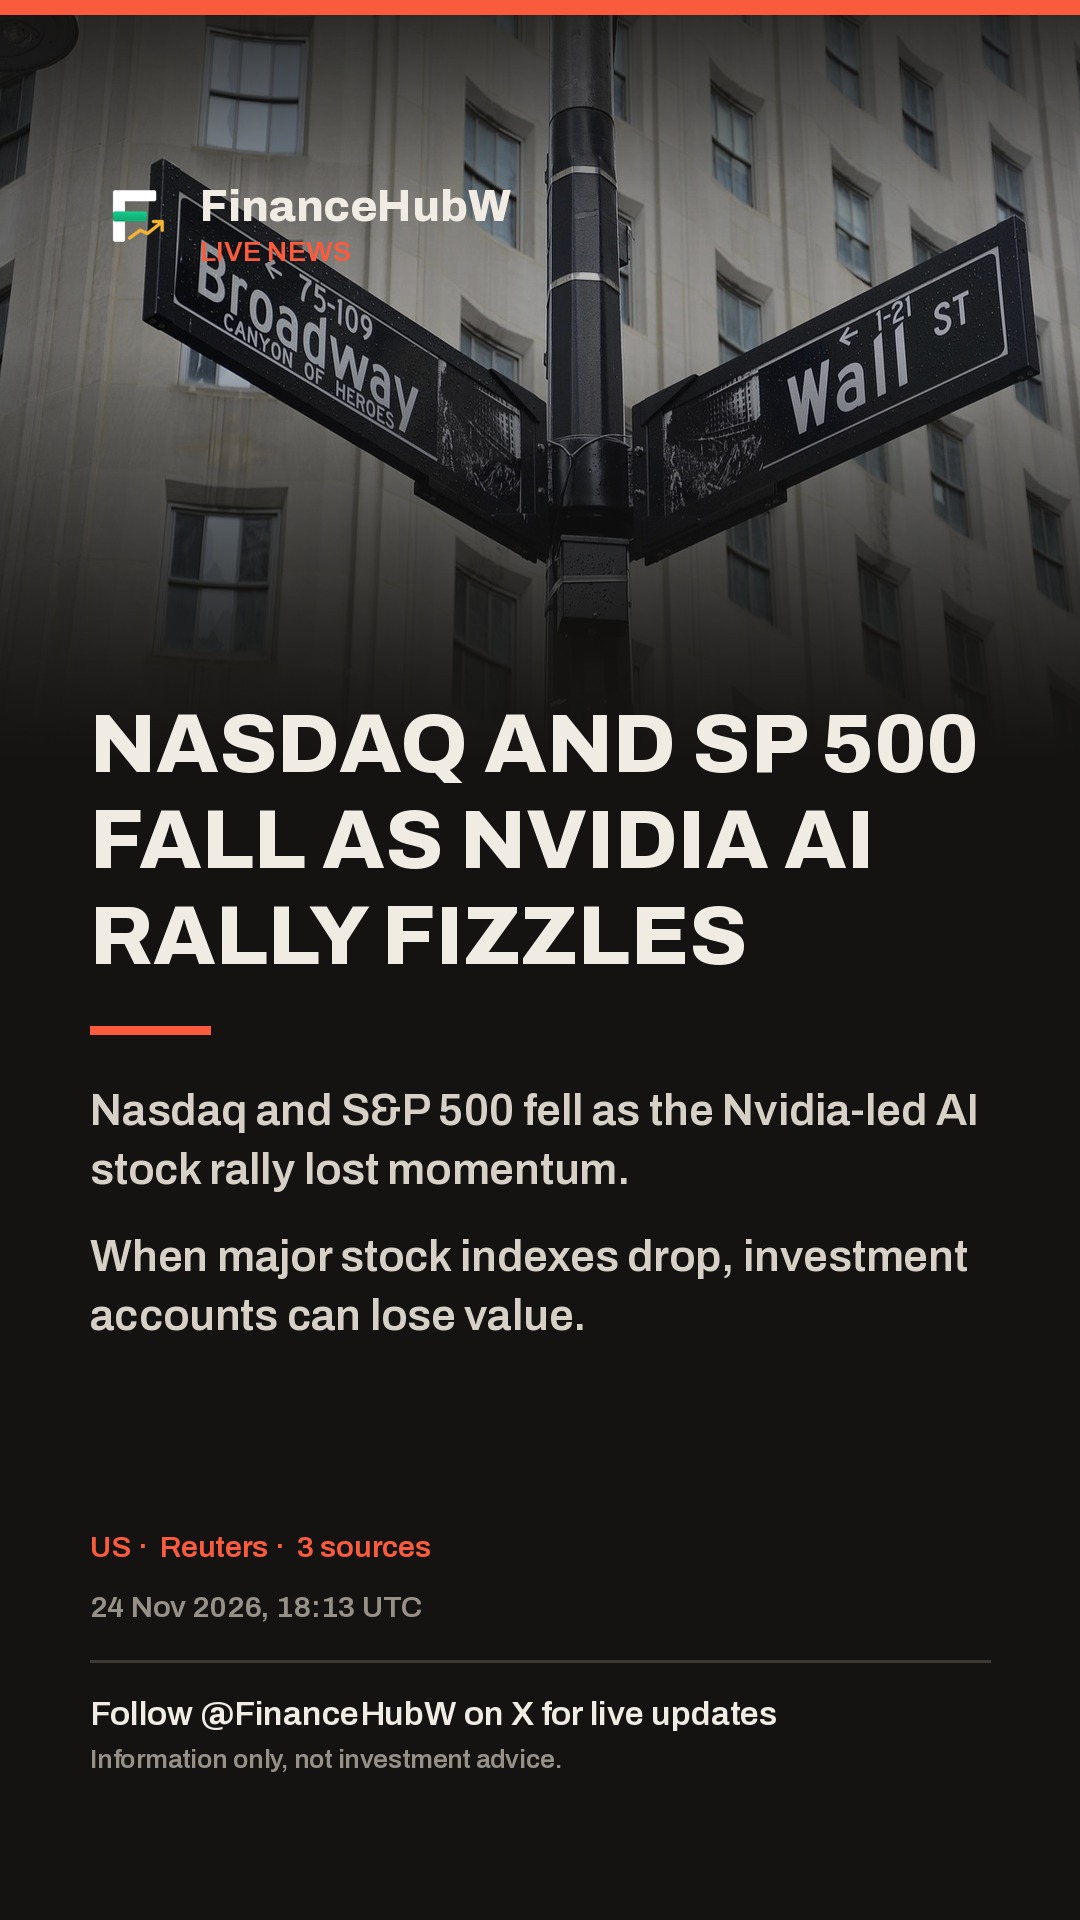 FinanceHubW
LIVE NEWS
← 75-109
Broadway
CANYON OF HEROES
← 1-21
Wall ST
NASDAQ AND SP 500
FALL AS NVIDIA AI
RALLY FIZZLES
Nasdaq and S&P 500 fell as the Nvidia-led AI
stock rally lost momentum.
When major stock indexes drop, investment
accounts can lose value.
US · Reuters · 3 sources
24 Nov 2026, 18:13 UTC
Follow @FinanceHubW on X for live updates
Information only, not investment advice.